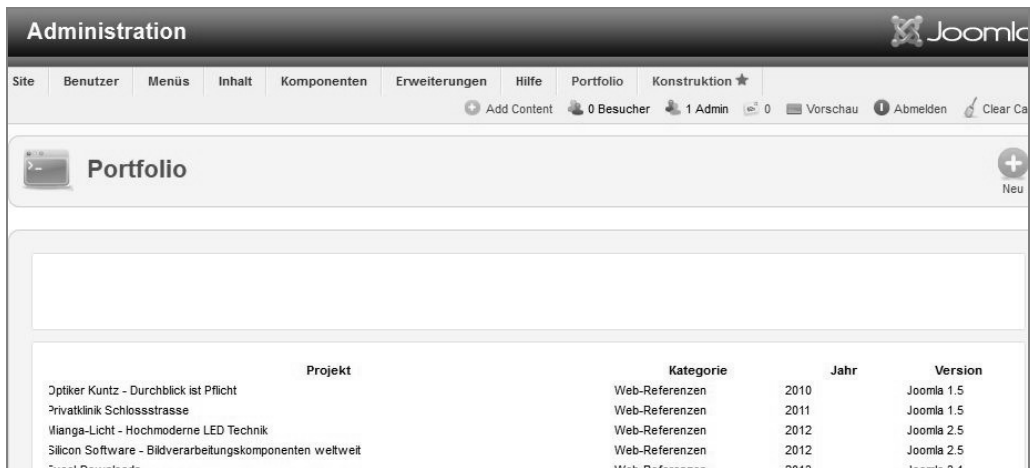 Administration
Joomla
Site Benutzer Menüs Inhalt Komponenten Erweiterungen Hilfe Portfolio Konstruktion
Add Content 0 Besucher 1 Admin 0 Vorschau Abmelden Clear Ca
Portfolio
Neu
Projekt Kategorie Jahr Version
Optiker Kuntz - Durchblick ist Pflicht Web-Referenzen 2010 Joomla 1.5
Privatklinik Schlossstrasse Web-Referenzen 2011 Joomla 1.5
Mianga-Licht - Hochmoderne LED Technik Web-Referenzen 2012 Joomla 2.5
Silicon Software - Bildverarbeitungskomponenten weltweit Web-Referenzen 2012 Joomla 2.5